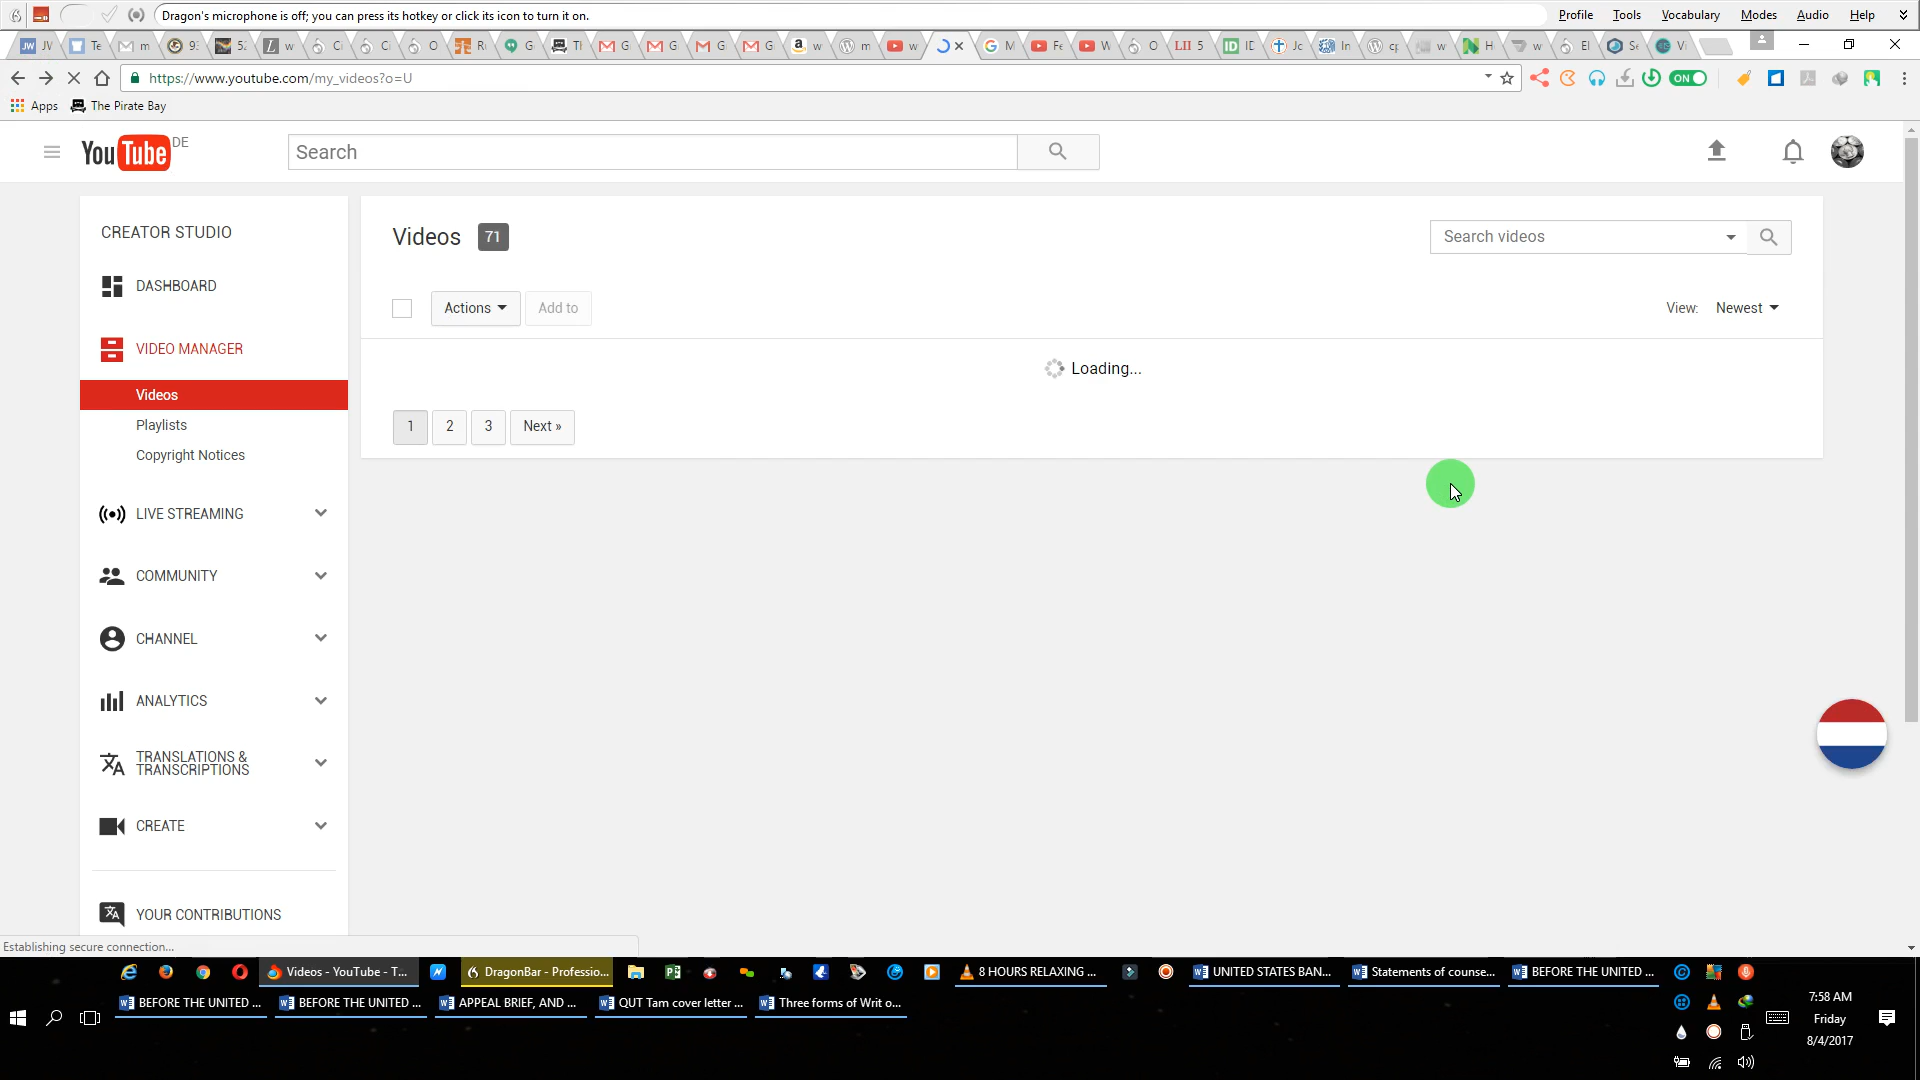 Dragon's microphone is off; you can press its hotkey or click its icon to turn it on.
Profile Tools Vocabulary Modes Audio Help
https://www.youtube.com/my_videos?o=U
ON
Apps The Pirate Bay
YouTube DE
Search
CREATOR STUDIO
DASHBOARD
VIDEO MANAGER
Videos
Playlists
Copyright Notices
LIVE STREAMING
COMMUNITY
CHANNEL
ANALYTICS
TRANSLATIONS &
TRANSCRIPTIONS
CREATE
YOUR CONTRIBUTIONS
Videos 71
Search videos
Actions Add to
View: Newest
Loading...
1 2 3 Next »
Establishing secure connection...
Videos - YouTube - T...
DragonBar - Professio...
8 HOURS RELAXING ...
UNITED STATES BAN...
Statements of counse...
BEFORE THE UNITED ...
BEFORE THE UNITED ...
BEFORE THE UNITED ...
APPEAL BRIEF, AND ...
QUT Tam cover letter ...
Three forms of Writ o...
7:58 AM
Friday
8/4/2017